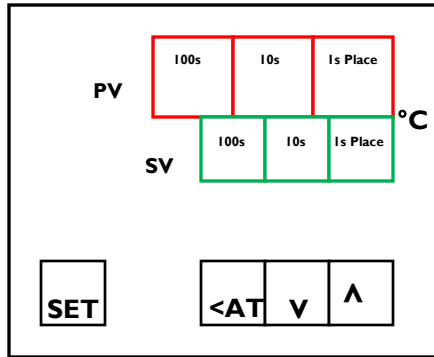 100s 10s 1s Place
PV
°C
100s 10s 1s Place
SV
SET <AT V Λ